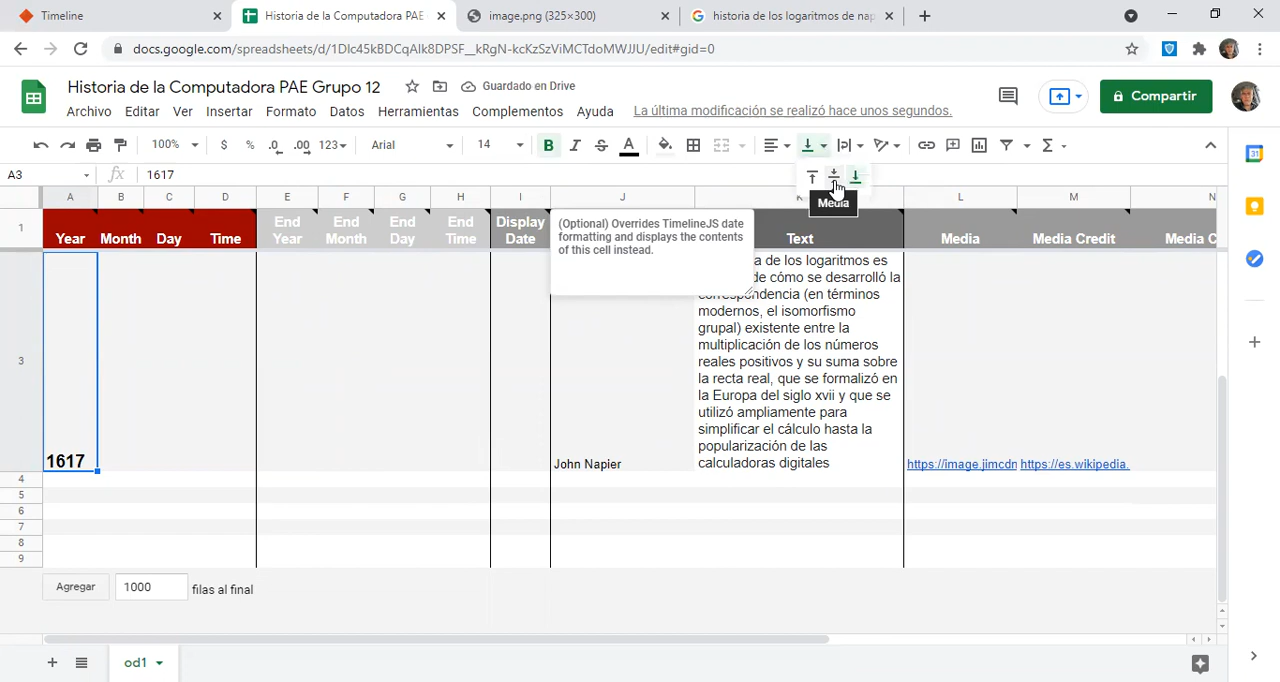 Timeline
Historia de la Computadora PAE
image.png (325×300)
historia de los logaritmos de nap
docs.google.com/spreadsheets/d/1Dlc45kBDCqAIk8DPSF__kRgN-kcKzSzViMCTdoMWJJU/edit#gid=0
Historia de la Computadora PAE Grupo 12
Guardado en Drive
Archivo Editar Ver Insertar Formato Datos Herramientas Complementos Ayuda
La última modificación se realizó hace unos segundos.
Compartir
100% $ % .0 .00 123 Arial 14 B I S A
A3 fx 1617
Media
A B C D E F G H I J K L M N
1 Year Month Day Time End Year End Month End Day End Time Display Date Text Media Media Credit Media C
(Optional) Overrides TimelineJS date
formatting and displays the contents
of this cell instead.
a de los logaritmos es
de cómo se desarrolló la
correspondencia (en términos
modernos, el isomorfismo
grupal) existente entre la
3 multiplicación de los números
reales positivos y su suma sobre
la recta real, que se formalizó en
la Europa del siglo xvii y que se
utilizó ampliamente para
simplificar el cálculo hasta la
popularización de las
calculadoras digitales
1617 John Napier https://image.jimcdn https://es.wikipedia.
4
5
6
7
8
9
Agregar 1000 filas al final
od1
31